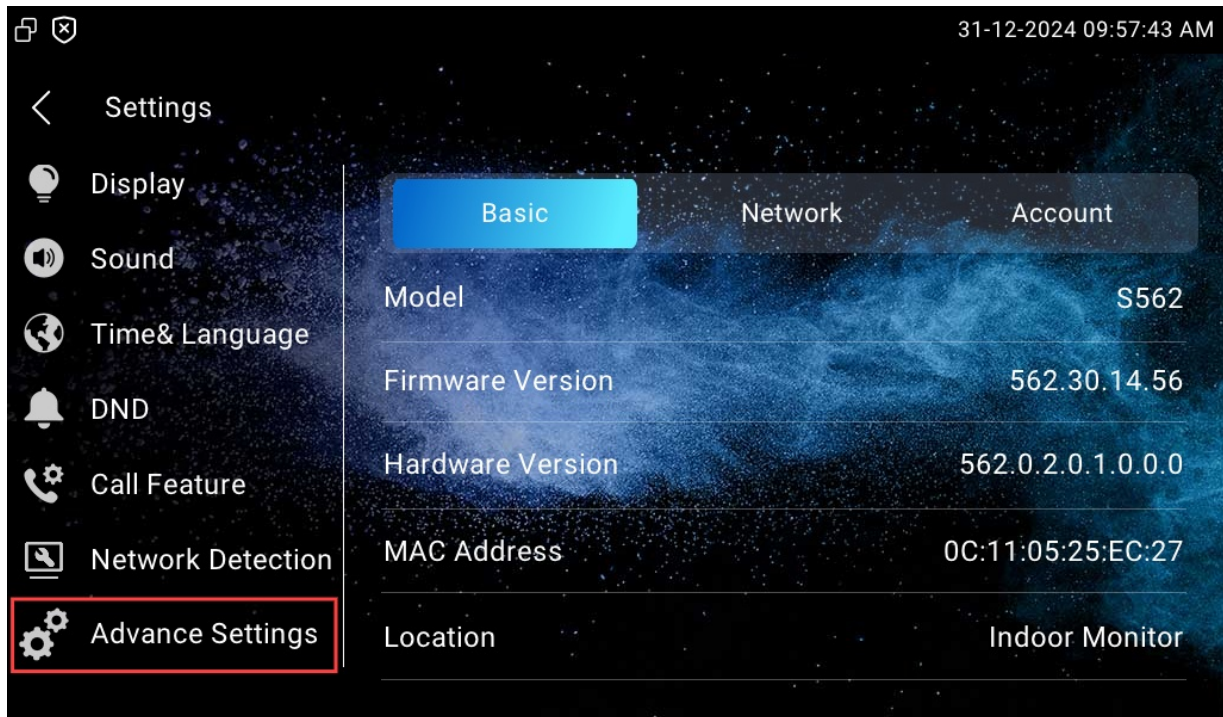 31-12-2024 09:57:43 AM
Settings
Display
Sound
Time& Language
DND
Call Feature
Network Detection
Advance Settings
Basic Network Account
Model S562
Firmware Version 562.30.14.56
Hardware Version 562.0.2.0.1.0.0.0
MAC Address 0C:11:05:25:EC:27
Location Indoor Monitor